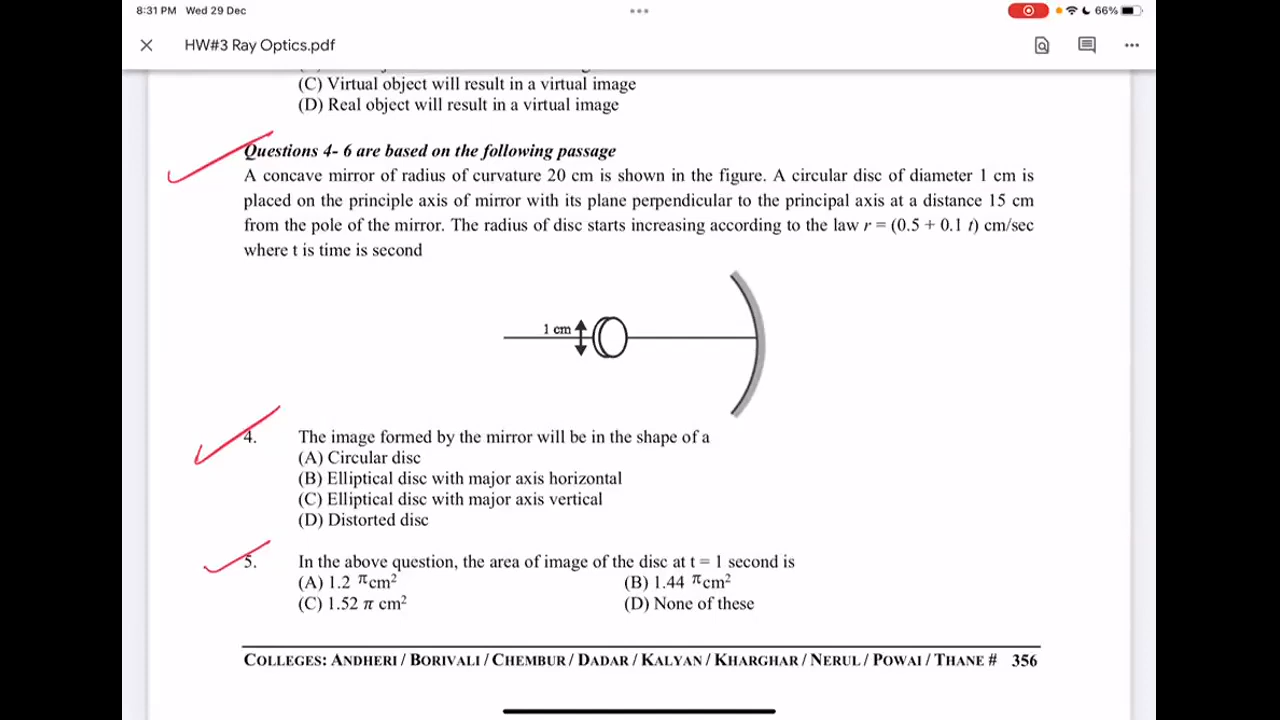 8:31 PM Wed 29 Dec
66%
HW#3 Ray Optics.pdf
(C) Virtual object will result in a virtual image
(D) Real object will result in a virtual image
Questions 4- 6 are based on the following passage
A concave mirror of radius of curvature 20 cm is shown in the figure. A circular disc of diameter 1 cm is
placed on the principle axis of mirror with its plane perpendicular to the principal axis at a distance 15 cm
from the pole of the mirror. The radius of disc starts increasing according to the law r = (0.5 + 0.1 t) cm/sec
where t is time is second
1 cm
4. The image formed by the mirror will be in the shape of a
(A) Circular disc
(B) Elliptical disc with major axis horizontal
(C) Elliptical disc with major axis vertical
(D) Distorted disc
5. In the above question, the area of image of the disc at t = 1 second is
(A) 1.2 πcm² (B) 1.44 πcm²
(C) 1.52 π cm² (D) None of these
COLLEGES: ANDHERI / BORIVALI / CHEMBUR / DADAR / KALYAN / KHARGHAR / NERUL / POWAI / THANE # 356